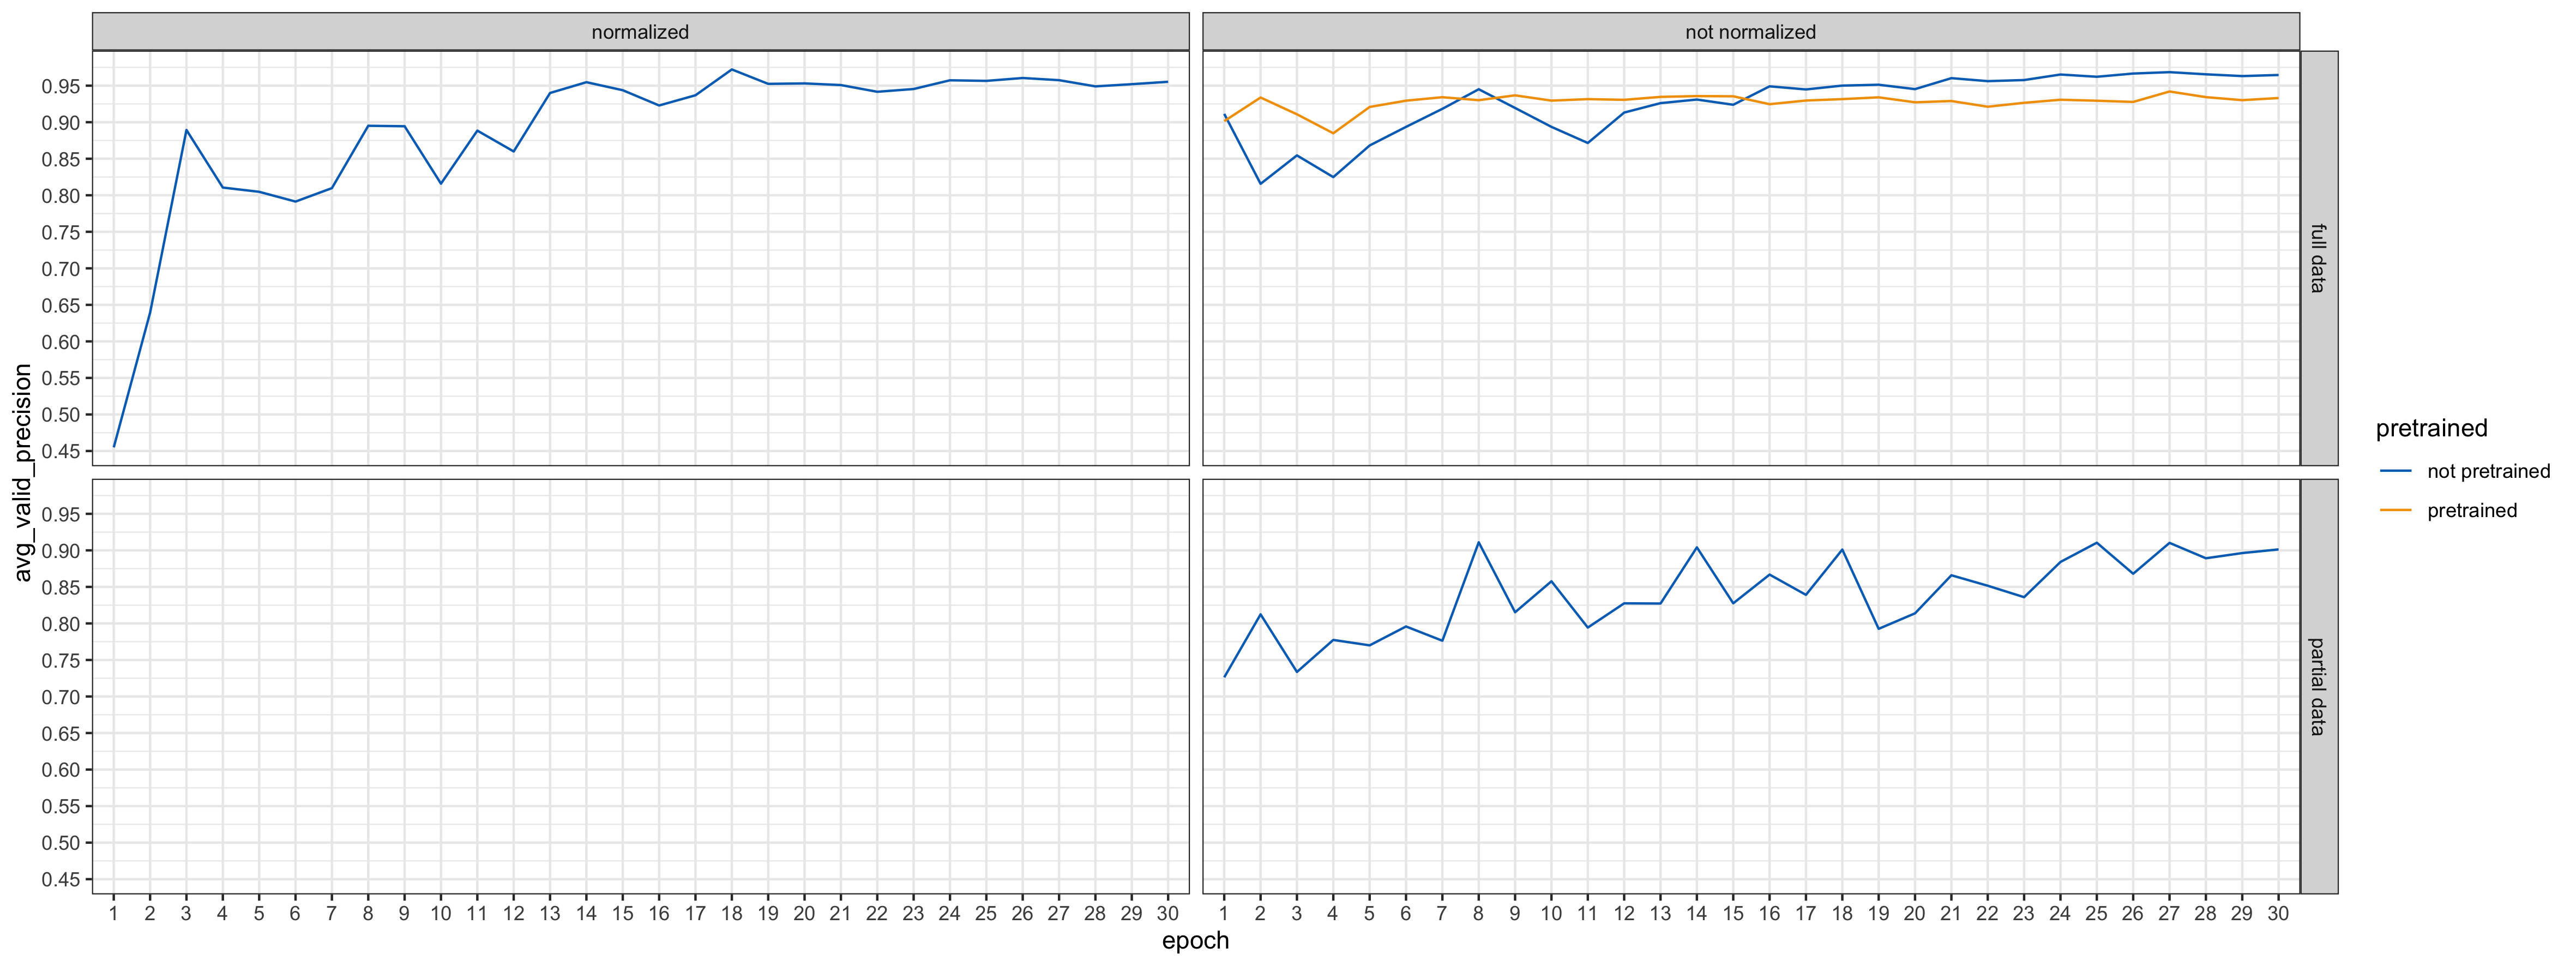 normalized
not normalized
0.95
0.90
0.85
0.80
0.75
0.70
0.65
0.60
0.55
0.50
0.45
full data
0.95
0.90
0.85
0.80
0.75
0.70
0.65
0.60
0.55
0.50
0.45
partial data
avg_valid_precision
1 2 3 4 5 6 7 8 9 10 11 12 13 14 15 16 17 18 19 20 21 22 23 24 25 26 27 28 29 30
1 2 3 4 5 6 7 8 9 10 11 12 13 14 15 16 17 18 19 20 21 22 23 24 25 26 27 28 29 30
epoch
pretrained
not pretrained
pretrained